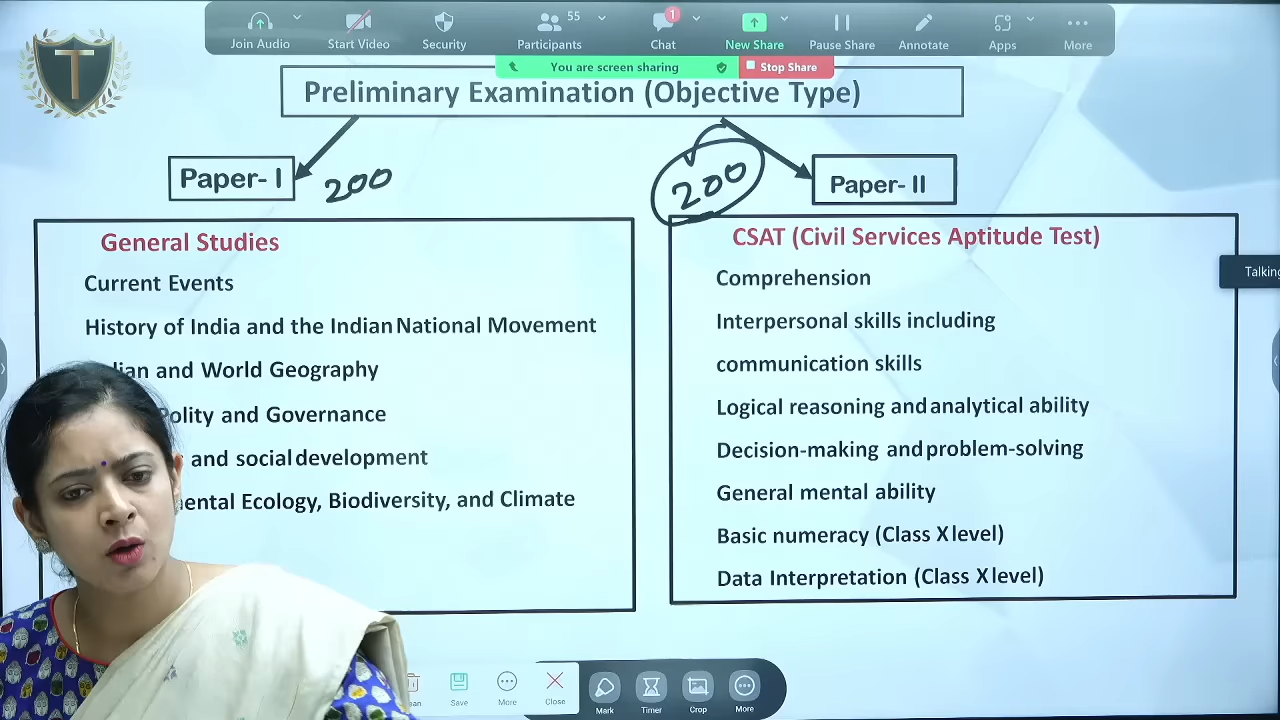 Join Audio
Start Video
Security
55
Participants
1
Chat
New Share
Pause Share
Annotate
Apps
More
You are screen sharing
Stop Share
T
Preliminary Examination (Objective Type)
Paper- I
200
200
Paper- II
General Studies
Current Events
History of India and the Indian National Movement
and World Geography
and Governance
and social development
Ecology, Biodiversity, and Climate
CSAT (Civil Services Aptitude Test)
Comprehension
Interpersonal skills including
communication skills
Logical reasoning and analytical ability
Decision-making and problem-solving
General mental ability
Basic numeracy (Class X level)
Data Interpretation (Class X level)
Talking
Save
More
Close
Mark
Timer
Crop
More